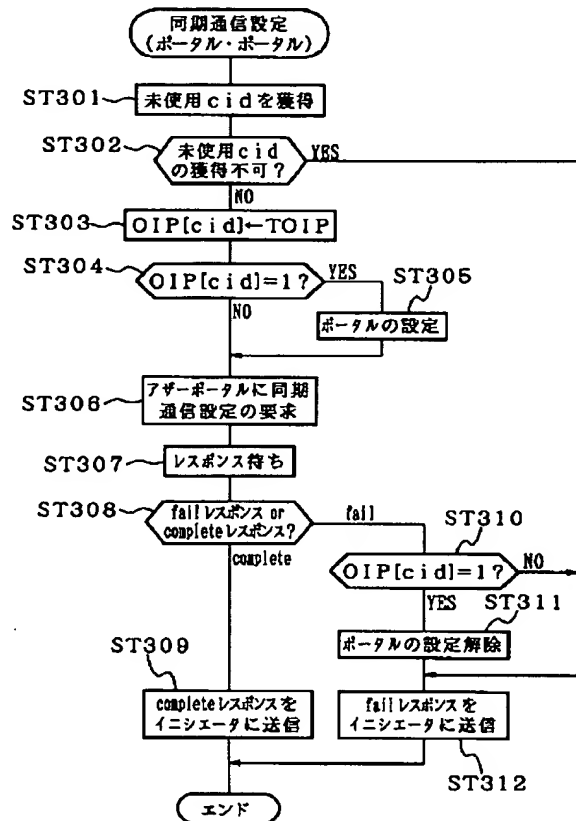 同期通信設定
(ポータル・ポータル)
ST301
未使用cidを獲得
ST302
未使用cid
の獲得不可?
YES
NO
ST303
OIP[cid]←TOIP
ST304
OIP[cid]=1?
YES
ST305
NO
ポータルの設定
ST306
アザーポータルに同期
通信設定の要求
ST307
レスポンス待ち
ST308
failレスポンス or
completeレスポンス?
fail
complete
ST310
OIP[cid]=1?
NO
YES
ST311
ポータルの設定解除
ST309
completeレスポンスを
イニシエータに送信
failレスポンスを
イニシエータに送信
ST312
エンド